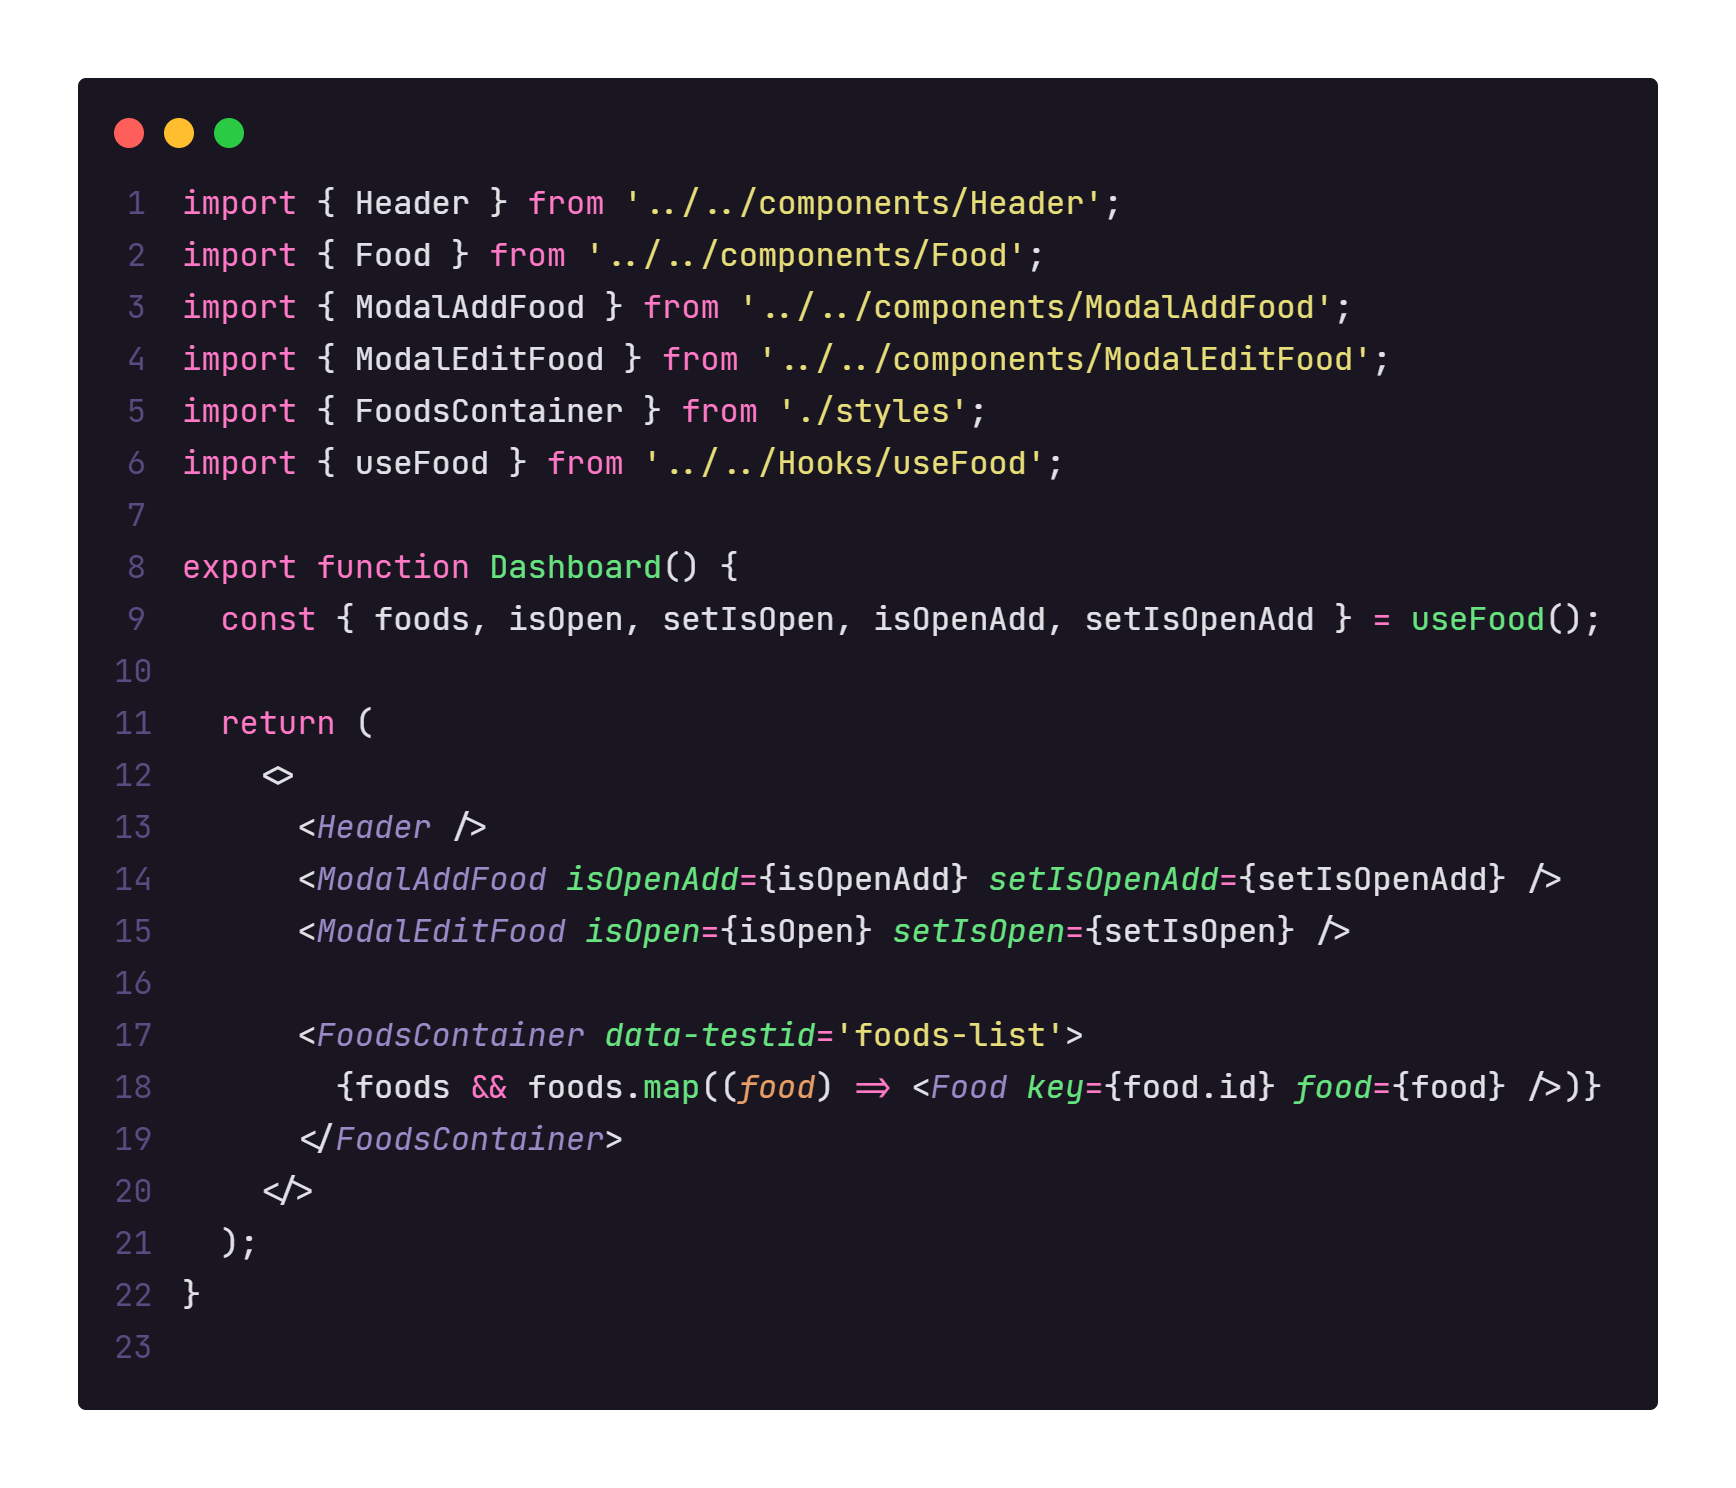 1 import { Header } from '../../components/Header';
2 import { Food } from '../../components/Food';
3 import { ModalAddFood } from '../../components/ModalAddFood';
4 import { ModalEditFood } from '../../components/ModalEditFood';
5 import { FoodsContainer } from './styles';
6 import { useFood } from '../../Hooks/useFood';
7
8 export function Dashboard() {
9   const { foods, isOpen, setIsOpen, isOpenAdd, setIsOpenAdd } = useFood();
10
11   return (
12     <>
13       <Header />
14       <ModalAddFood isOpenAdd={isOpenAdd} setIsOpenAdd={setIsOpenAdd} />
15       <ModalEditFood isOpen={isOpen} setIsOpen={setIsOpen} />
16
17       <FoodsContainer data-testid='foods-list'>
18         {foods && foods.map((food) => <Food key={food.id} food={food} />)}
19       </FoodsContainer>
20     </>
21   );
22 }
23